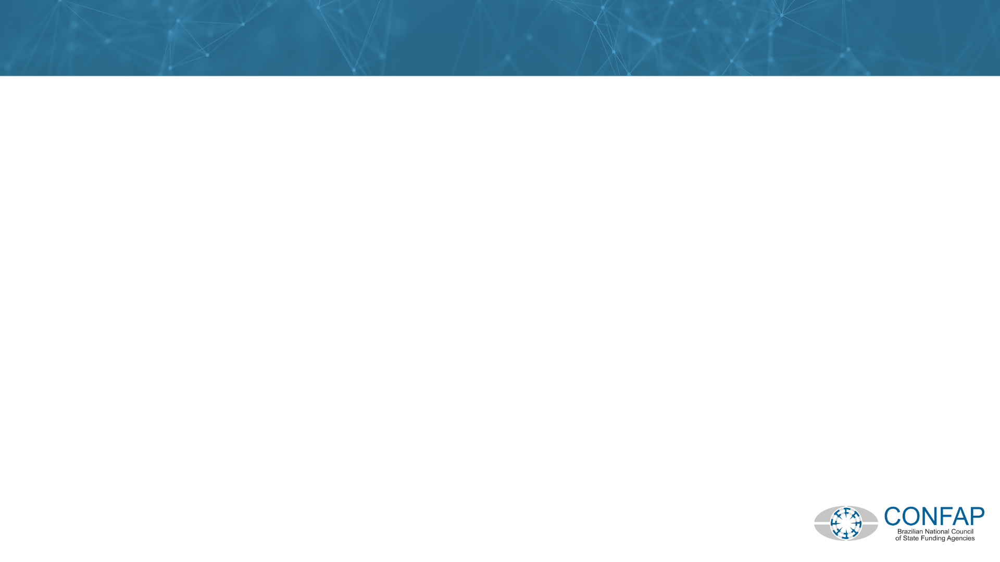 CONFAP
Brazilian National Council
of State Funding Agencies